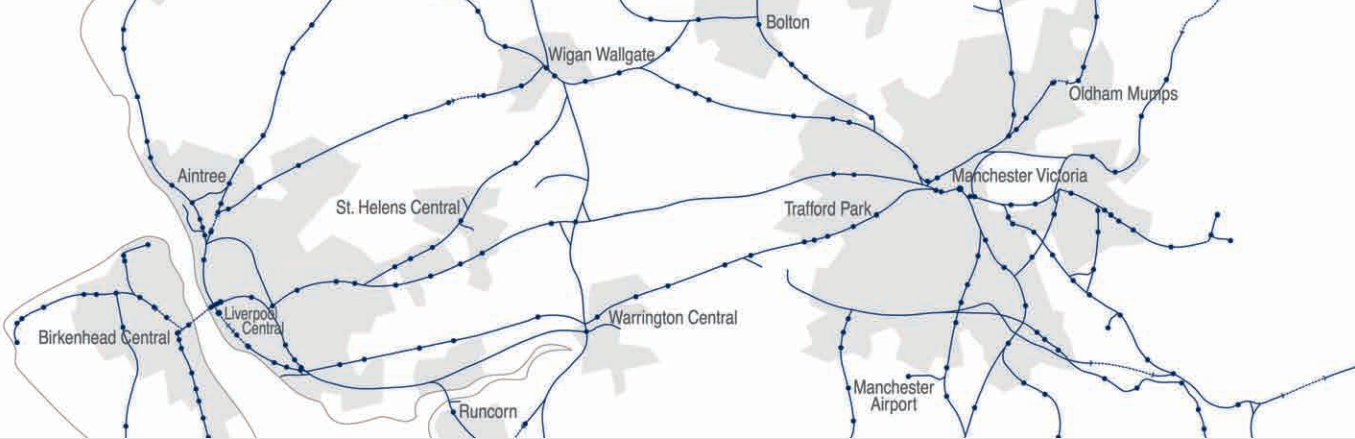 Bolton
Wigan Wallgate
Oldham Mumps
Aintree
Manchester Victoria
St. Helens Central
Trafford Park
Liverpool
Central
Warrington Central
Birkenhead Central
Manchester
Airport
Runcorn